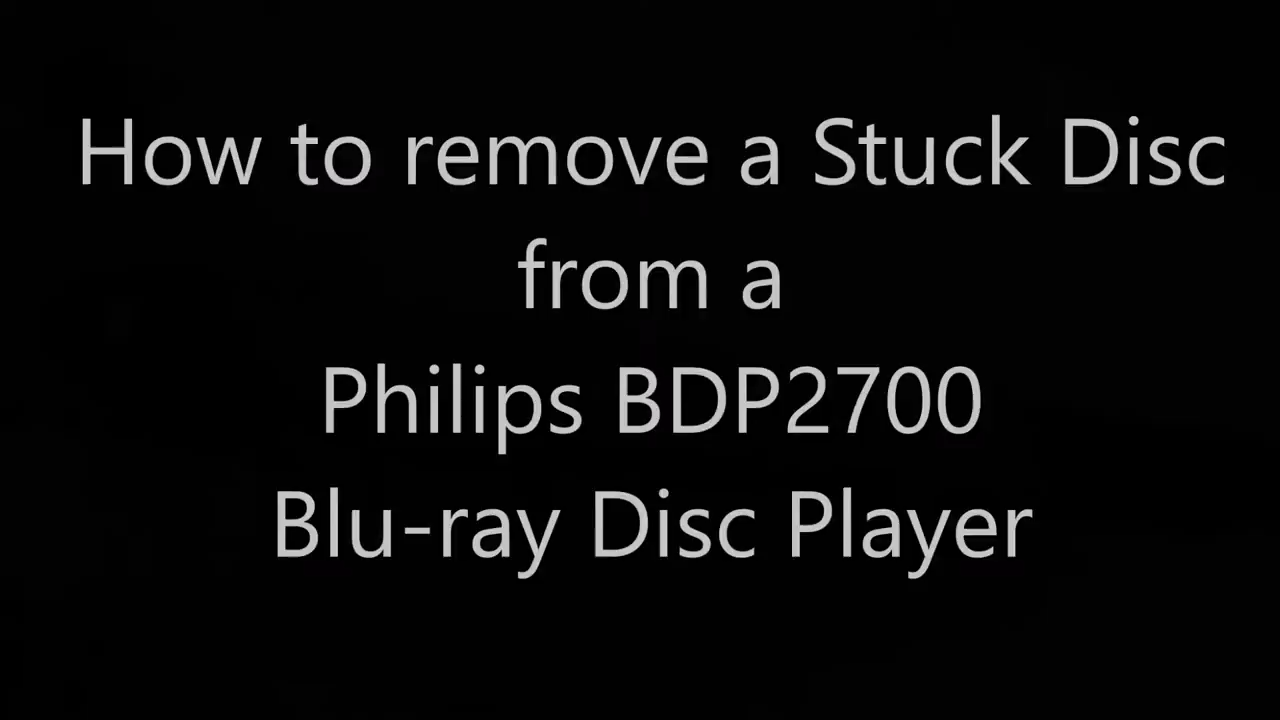 How to remove a Stuck Disc
from a
Philips BDP2700
Blu-ray Disc Player